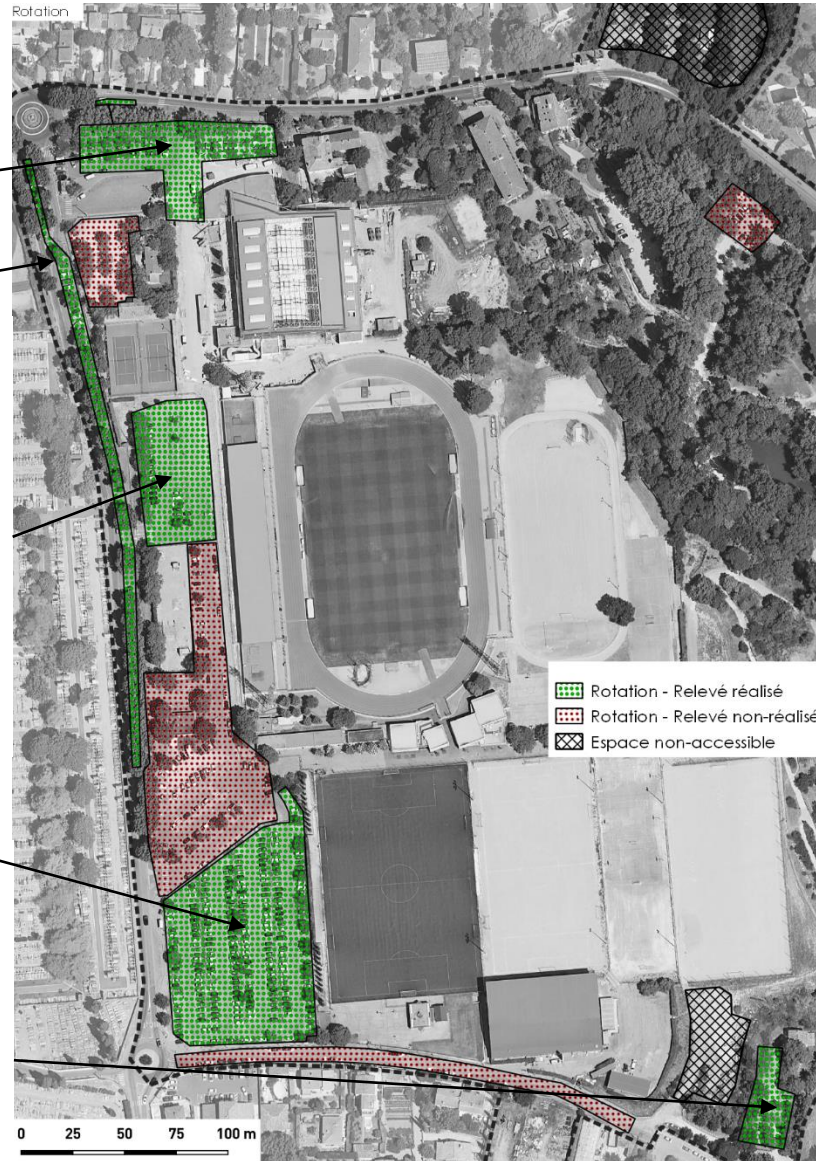 Rotation
Rotation - Relevé réalisé
Rotation - Relevé non-réalisé
Espace non-accessible
0 25 50 75 100 m